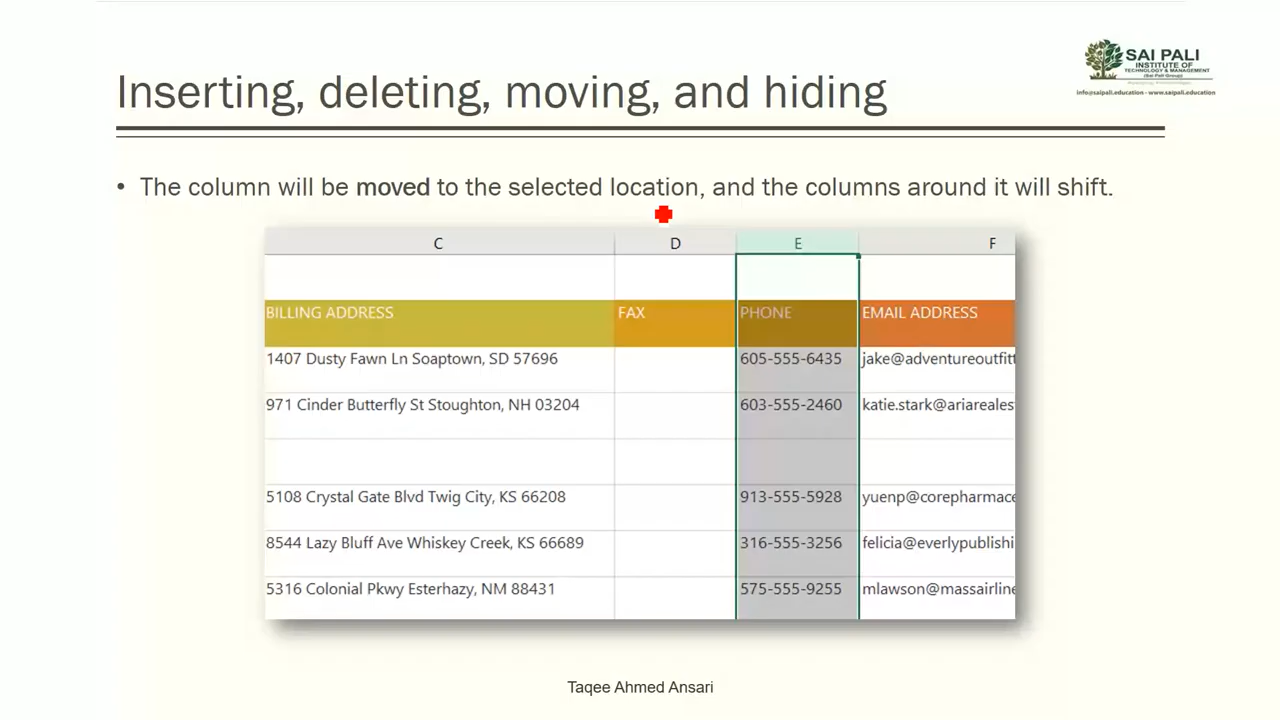 SAI PALI
INSTITUTE OF
TECHNOLOGY & MANAGEMENT
(Sai Pali Group)
info@saipali.education - www.saipali.education
Inserting, deleting, moving, and hiding
• The column will be moved to the selected location, and the columns around it will shift.
C D E F
BILLING ADDRESS FAX PHONE EMAIL ADDRESS
1407 Dusty Fawn Ln Soaptown, SD 57696 605-555-6435 jake@adventureoutfitt
971 Cinder Butterfly St Stoughton, NH 03204 603-555-2460 katie.stark@ariareales
5108 Crystal Gate Blvd Twig City, KS 66208 913-555-5928 yuenp@corepharmace
8544 Lazy Bluff Ave Whiskey Creek, KS 66689 316-555-3256 felicia@everlypublishi
5316 Colonial Pkwy Esterhazy, NM 88431 575-555-9255 mlawson@massairline
Taqee Ahmed Ansari